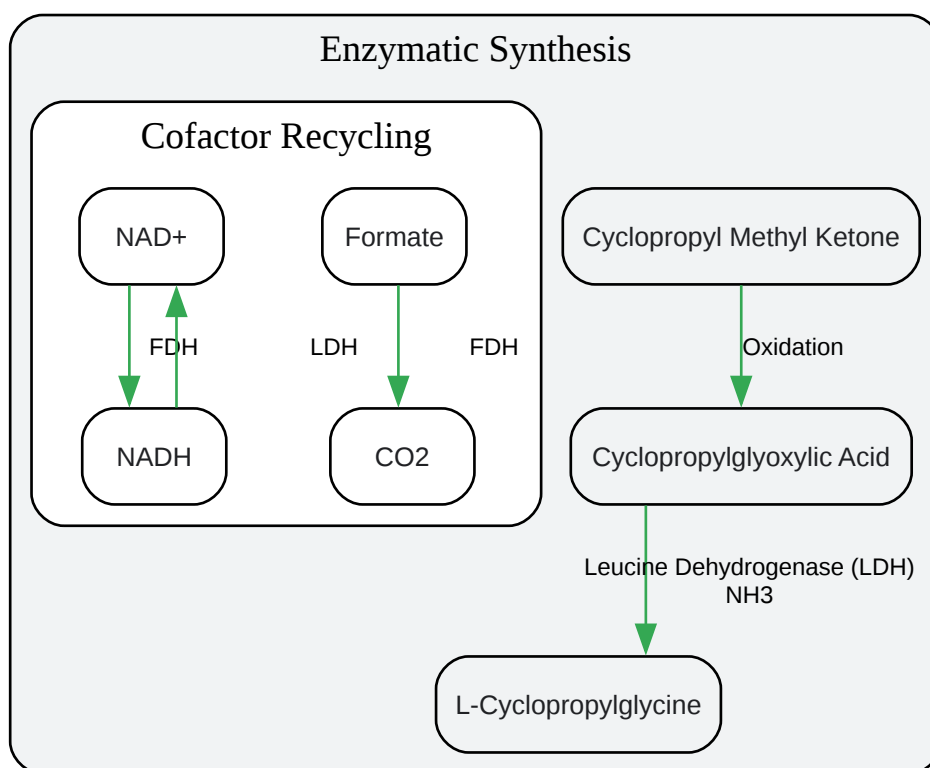 Enzymatic Synthesis
Cofactor Recycling
NAD+
Formate
Cyclopropyl Methyl Ketone
FDH
LDH
FDH
Oxidation
NADH
CO2
Cyclopropylglyoxylic Acid
Leucine Dehydrogenase (LDH)
NH3
L-Cyclopropylglycine